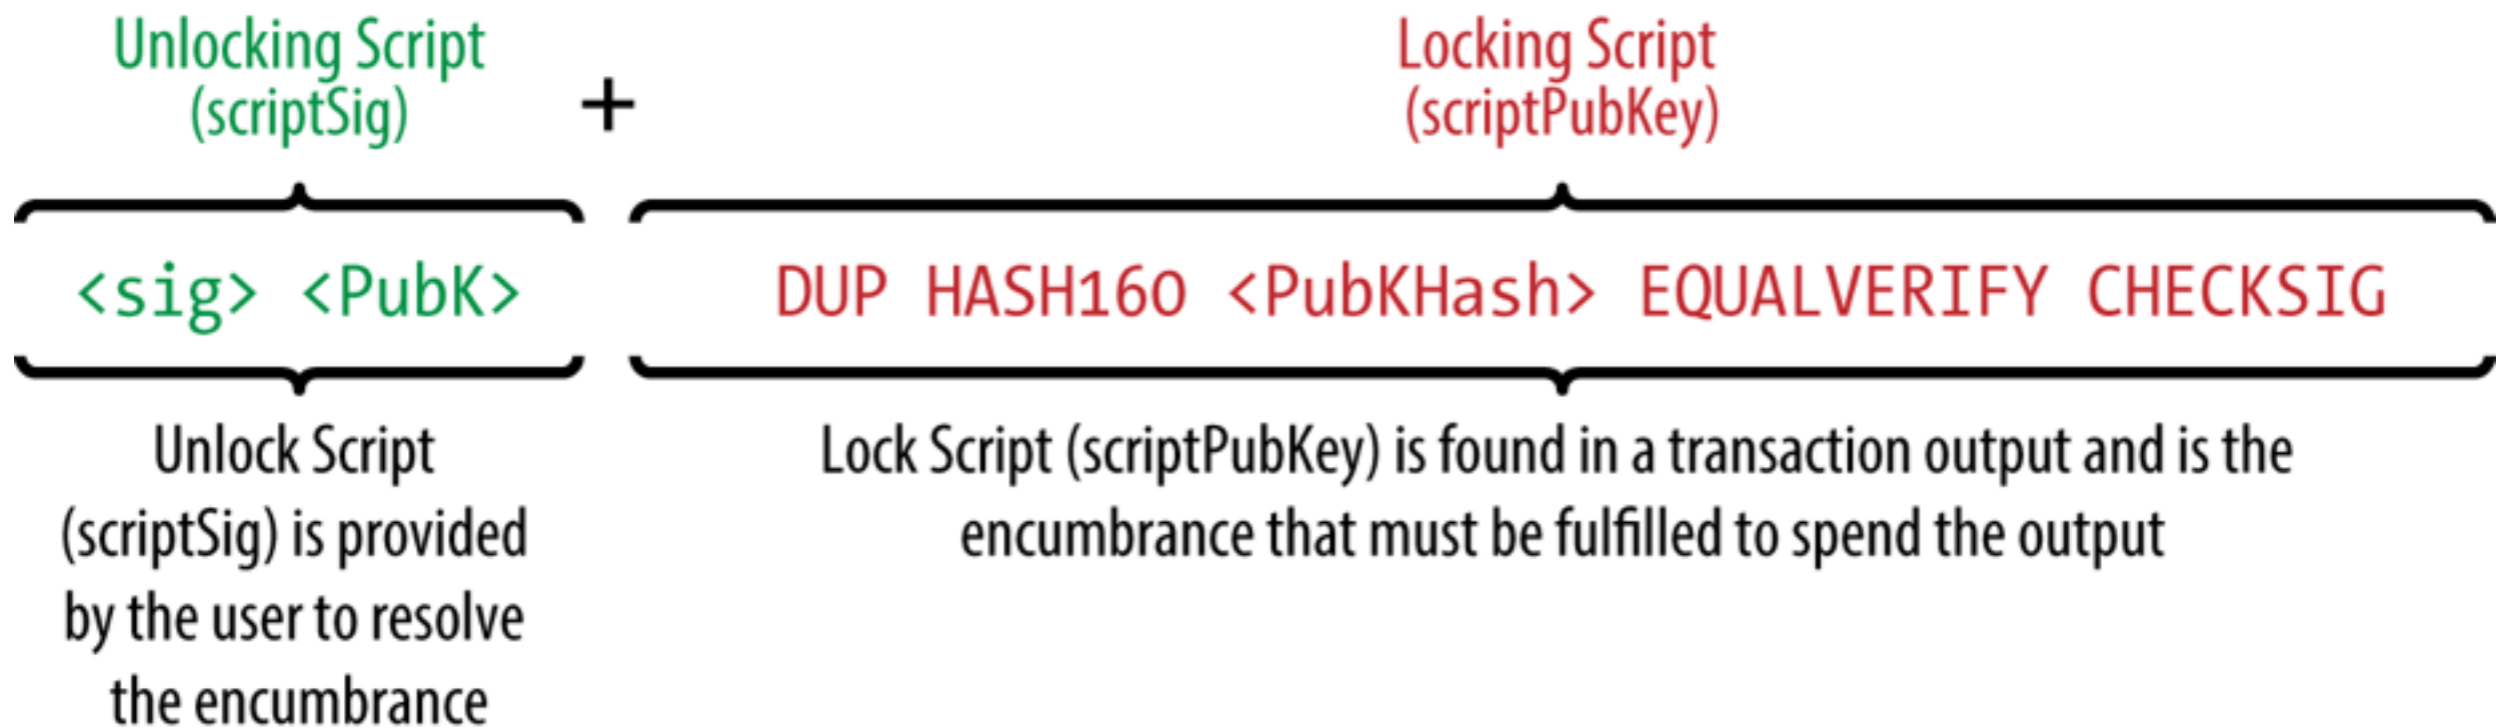 Unlocking Script
(scriptSig)
+
Locking Script
(scriptPubKey)
<sig> <PubK>
DUP HASH160 <PubKHash> EQUALVERIFY CHECKSIG
Unlock Script
(scriptSig) is provided
by the user to resolve
the encumbrance
Lock Script (scriptPubKey) is found in a transaction output and is the
encumbrance that must be fulfilled to spend the output